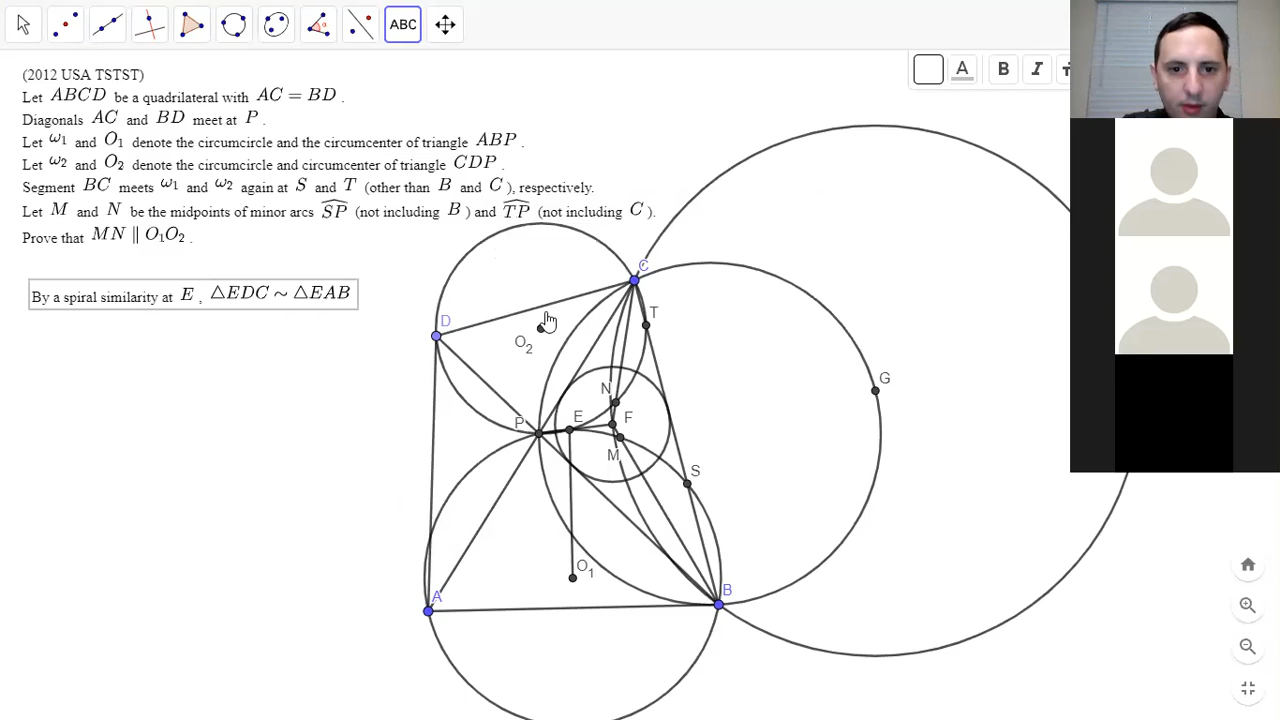 ABC
A B I T
(2012 USA TSTST)
Let ABCD be a quadrilateral with AC = BD .
Diagonals AC and BD meet at P .
Let ω1 and O1 denote the circumcircle and the circumcenter of triangle ABP .
Let ω2 and O2 denote the circumcircle and circumcenter of triangle CDP .
Segment BC meets ω1 and ω2 again at S and T (other than B and C ), respectively.
Let M and N be the midpoints of minor arcs SP (not including B ) and TP (not including C ).
Prove that MN ∥ O1O2 .
By a spiral similarity at E , △EDC ∼ △EAB
C
T
D
O2
G
N
P
E
F
M
S
O1
A
B